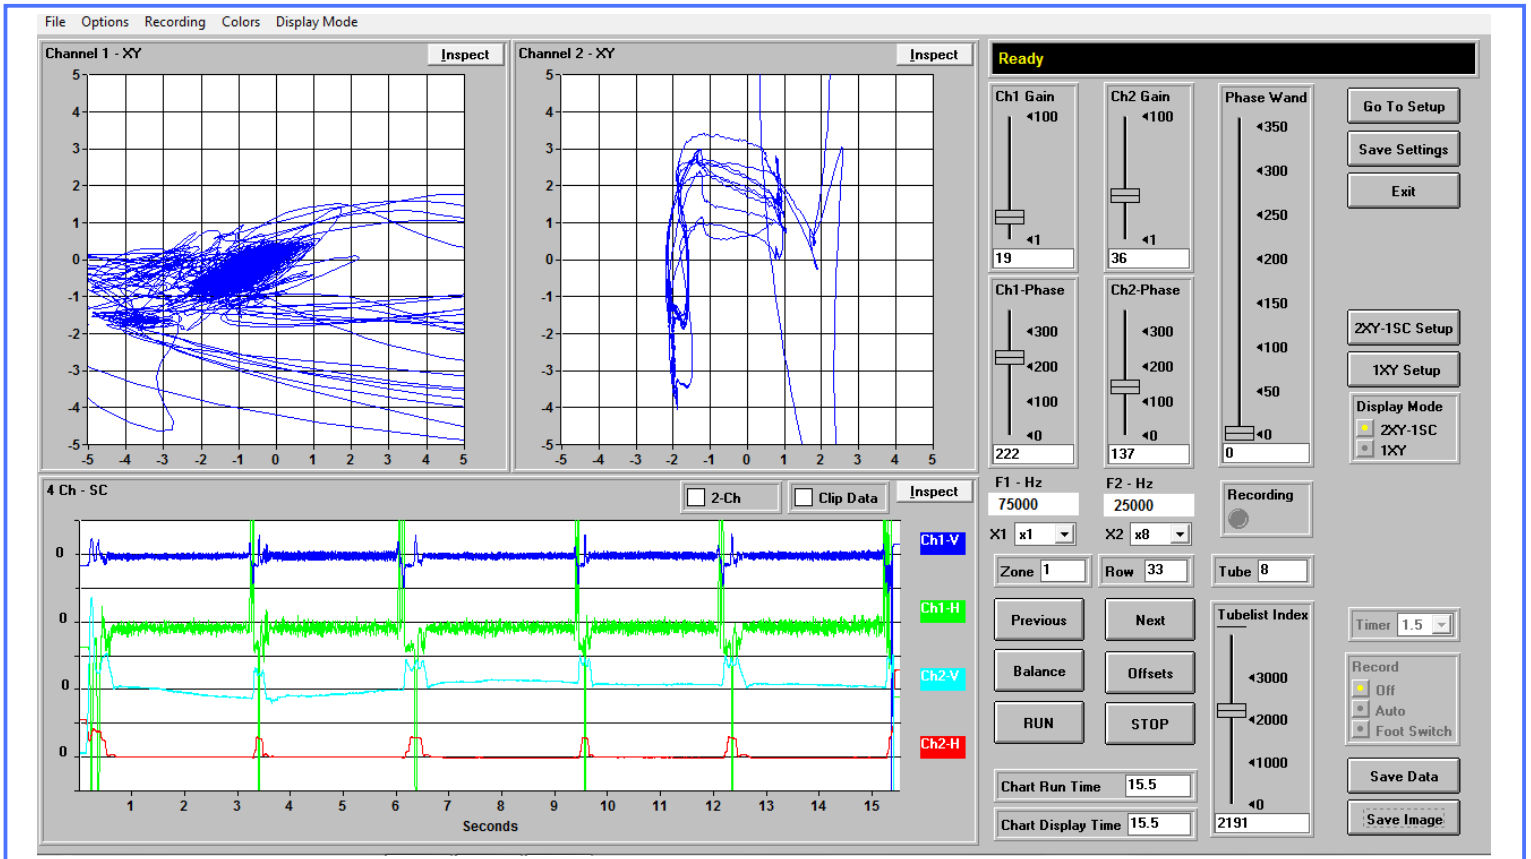 File Options Recording Colors Display Mode
Channel 1 - XY Inspect
5
4
3
2
1
0
-1
-2
-3
-4
-5
-5 -4 -3 -2 -1 0 1 2 3 4 5
Channel 2 - XY Inspect
5
4
3
2
1
0
-1
-2
-3
-4
-5
-5 -4 -3 -2 -1 0 1 2 3 4 5
4 Ch - SC 2-Ch Clip Data Inspect
0
0
0
0
Ch1-V
Ch1-H
Ch2-V
Ch2-H
1 2 3 4 5 6 7 8 9 10 11 12 13 14 15
Seconds
Ready
Ch1 Gain
100
1
19
Ch2 Gain
100
1
36
Phase Wand
350
300
250
200
150
100
50
0
0
Ch1-Phase
300
200
100
0
222
Ch2-Phase
300
200
100
0
137
Go To Setup
Save Settings
Exit
2XY-1SC Setup
1XY Setup
Display Mode
2XY-1SC
1XY
F1 - Hz
75000
F2 - Hz
25000
Recording
X1 x1
X2 x8
Zone 1 Row 33 Tube 8
Previous Next
Balance Offsets
RUN STOP
Tubelist Index
3000
2000
1000
0
2191
Timer 1.5
Record
Off
Auto
Foot Switch
Chart Run Time 15.5
Chart Display Time 15.5
Save Data
Save Image